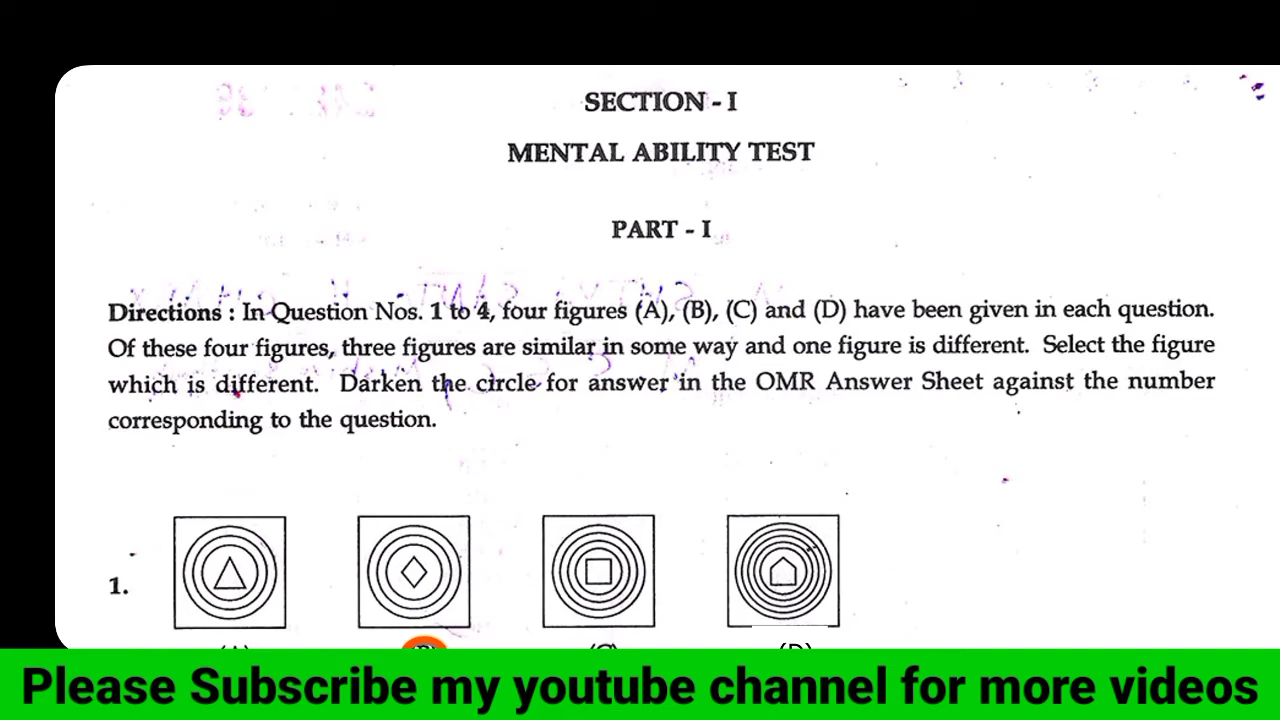 SECTION - I
MENTAL ABILITY TEST
PART - I
Directions : In Question Nos. 1 to 4, four figures (A), (B), (C) and (D) have been given in each question.
Of these four figures, three figures are similar in some way and one figure is different. Select the figure
which is different. Darken the circle for answer in the OMR Answer Sheet against the number
corresponding to the question.
1.
(A) (B) (C) (D)
Please Subscribe my youtube channel for more videos